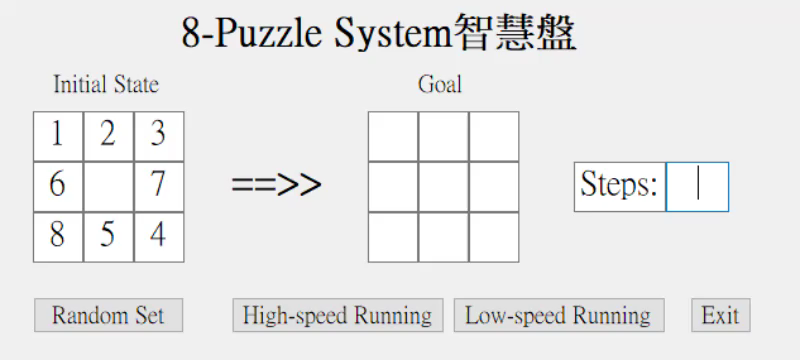 8-Puzzle System智慧盤
Initial State
Goal
1 2 3
6 7
8 5 4
==>>
Steps:
Random Set
High-speed Running
Low-speed Running
Exit